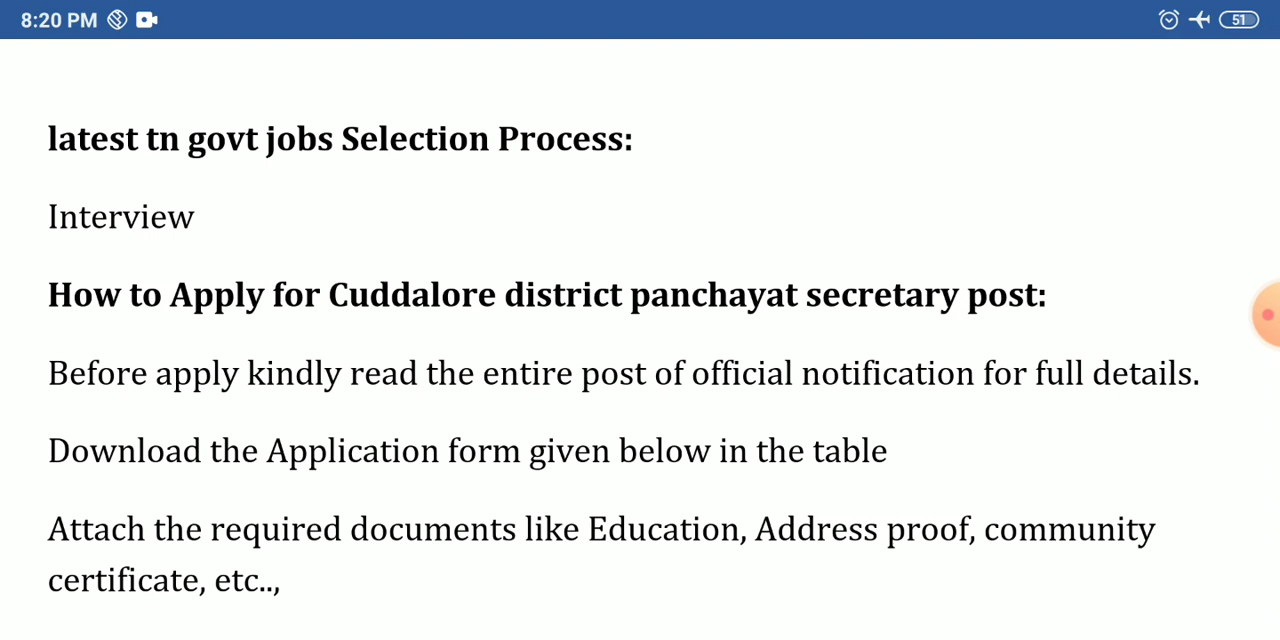 8:20 PM 51
latest tn govt jobs Selection Process:
Interview
How to Apply for Cuddalore district panchayat secretary post:
Before apply kindly read the entire post of official notification for full details.
Download the Application form given below in the table
Attach the required documents like Education, Address proof, community
certificate, etc..,